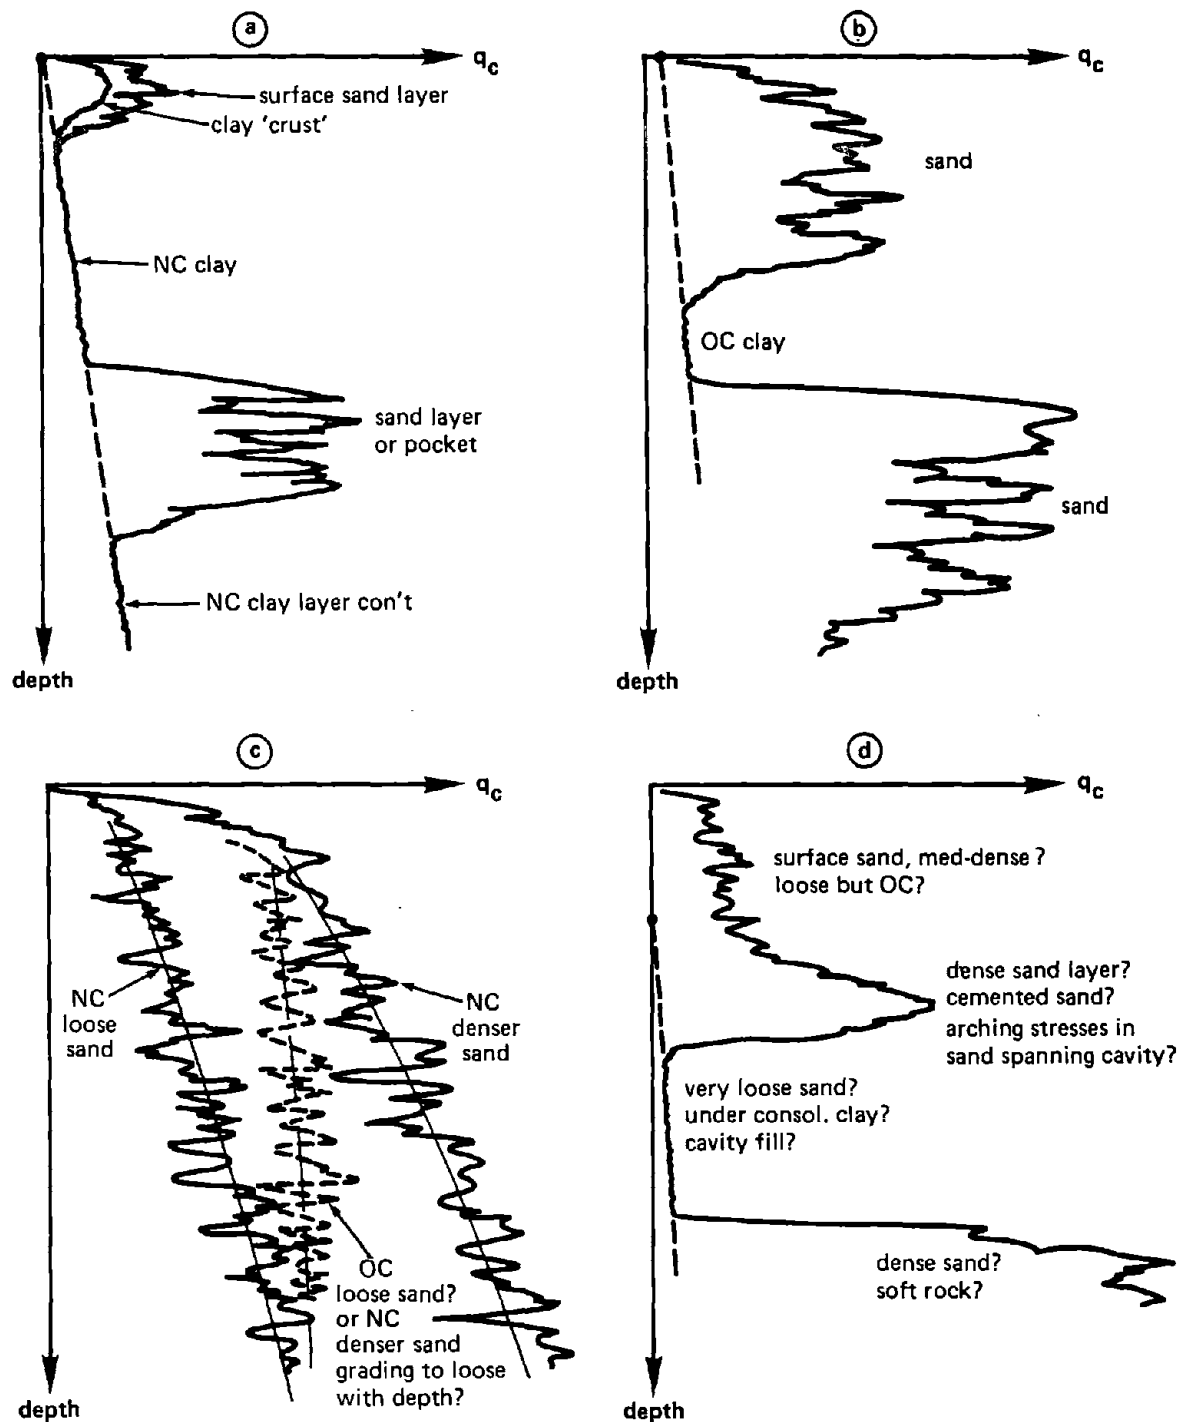 a
q_c
surface sand layer
clay 'crust'
NC clay
sand layer
or pocket
NC clay layer con't
depth
b
q_c
sand
OC clay
sand
depth
c
q_c
NC
loose
sand
NC
denser
sand
OC
loose sand?
or NC
denser sand
grading to loose
with depth?
depth
d
q_c
surface sand, med-dense?
loose but OC?
dense sand layer?
cemented sand?
arching stresses in
sand spanning cavity?
very loose sand?
under consol. clay?
cavity fill?
dense sand?
soft rock?
depth